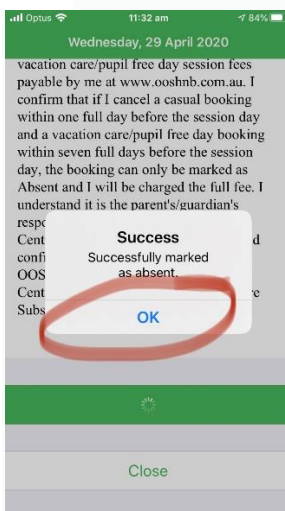 Optus 11:32 am 84%
Wednesday, 29 April 2020
vacation care/pupil free day session fees
payable by me at www.ooshnb.com.au. I
confirm that if I cancel a casual booking
within one full day before the session day
and a vacation care/pupil free day booking
within seven full days before the session
day, the booking can only be marked as
Absent and I will be charged the full fee. I
understand it is the parent's/guardian's
Success
Successfully marked
as absent.
OK
Close